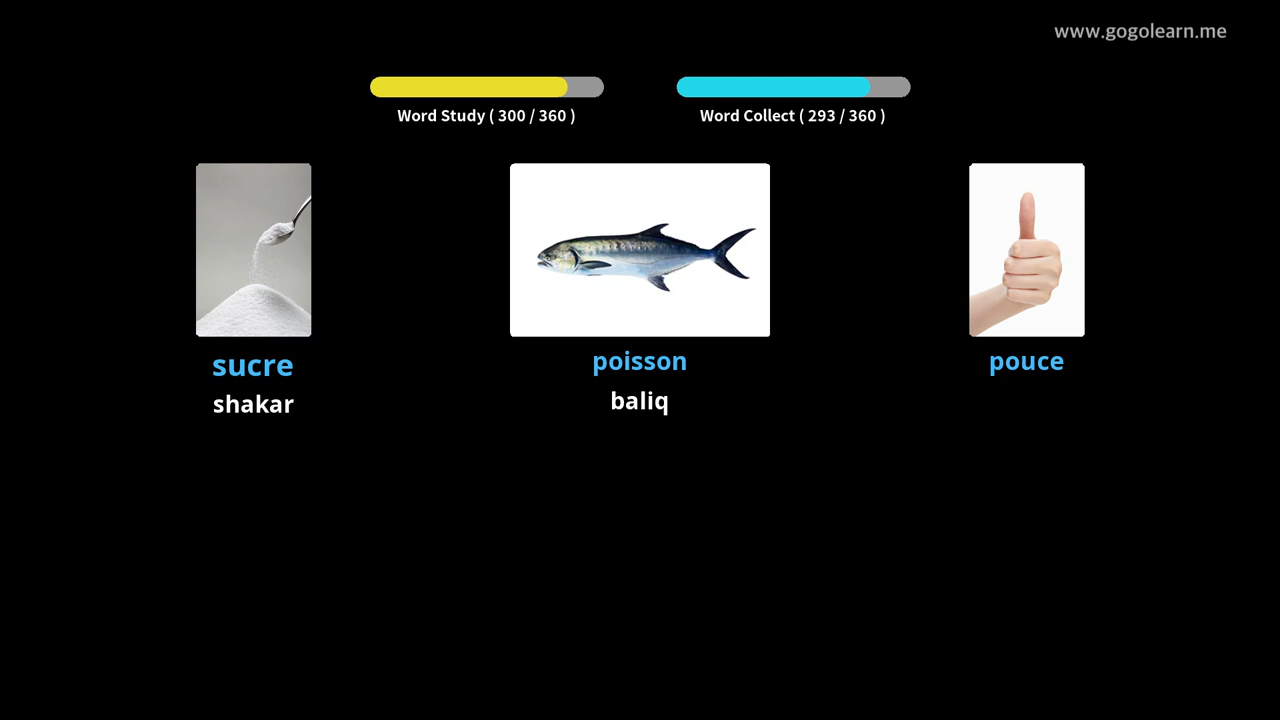 www.gogolearn.me
Word Study ( 300 / 360 )
Word Collect ( 293 / 360 )
sucre
shakar
poisson
baliq
pouce